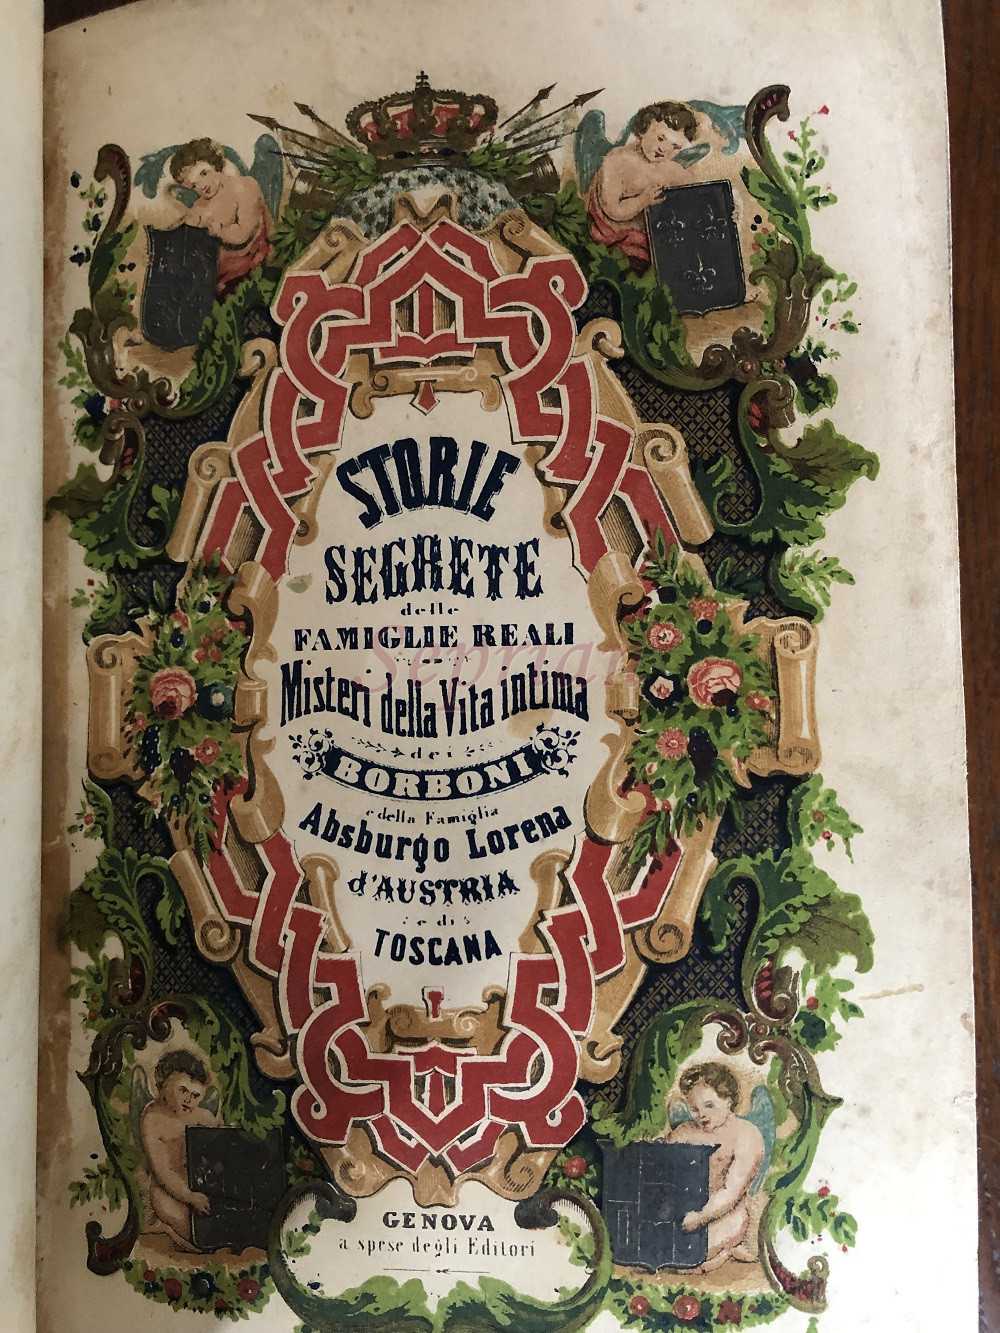 STORIE
SEGRETE
delle
FAMIGLIE REALI
Misteri della Vita intima
dei
BORBONI
e della Famiglia
Absburgo Lorena
d'AUSTRIA
e di
TOSCANA
GENOVA
a spese degli Editori